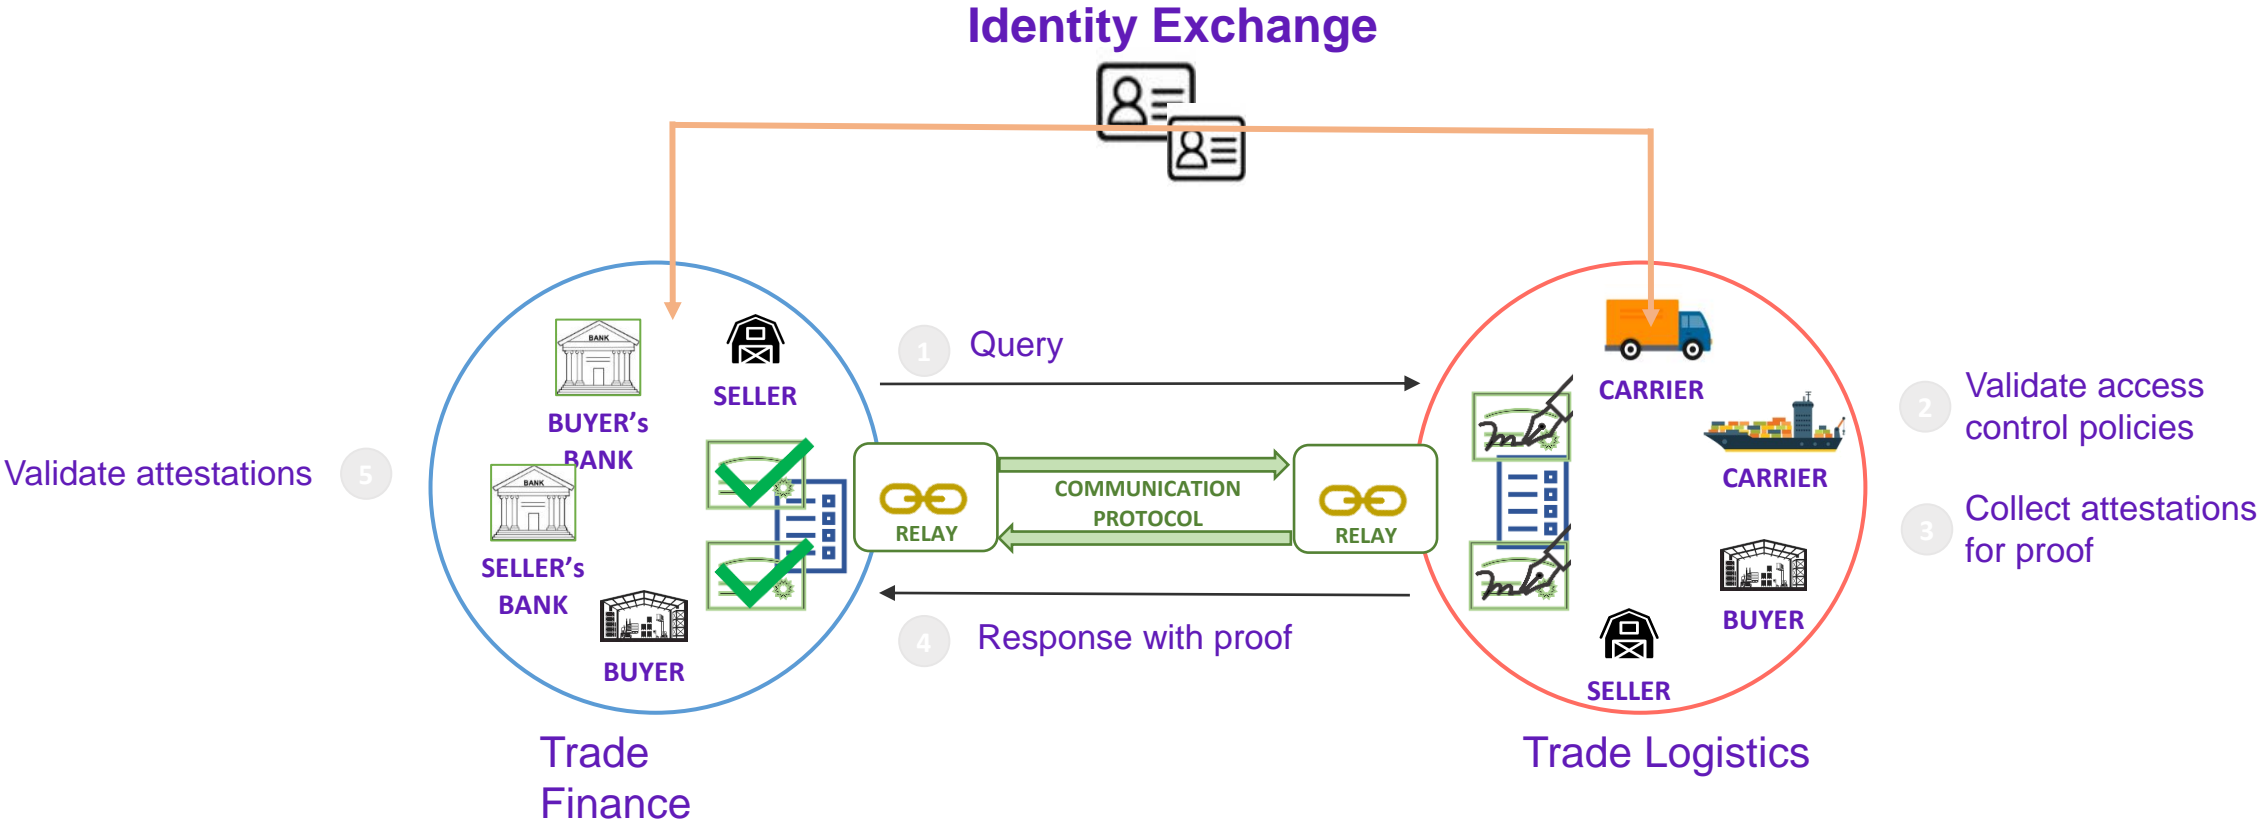 Identity Exchange
BANK
BUYER's
BANK
SELLER
BANK
SELLER's
BANK
BUYER
Trade
Finance
Validate attestations
5
1
Query
RELAY
COMMUNICATION
PROTOCOL
RELAY
4
Response with proof
CARRIER
CARRIER
BUYER
SELLER
Trade Logistics
2
Validate access
control policies
3
Collect attestations
for proof